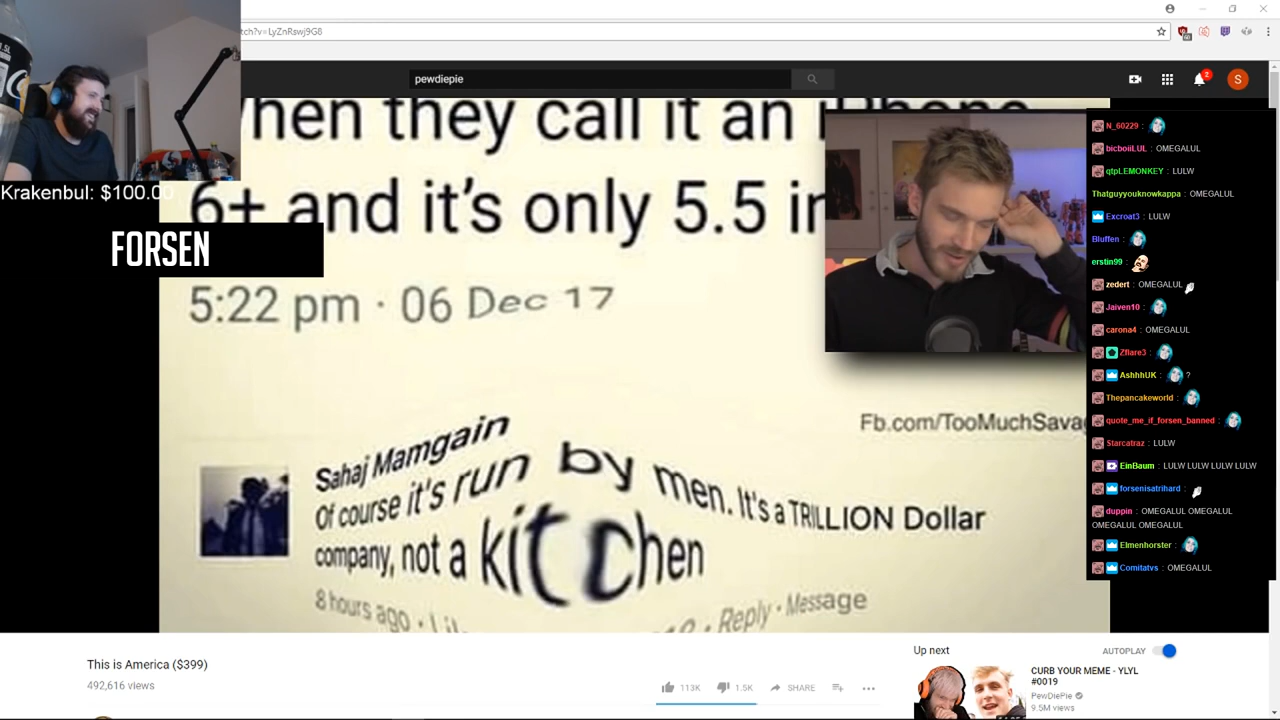 tch?v=LyZnRswj9G8
pewdiepie
2
S
when they call it an
6+ and it's only 5.5 in
5:22 pm · 06 Dec 17
Fb.com/TooMuchSava
Sahaj Mamgain
Of course it's run by men. It's a TRILLION Dollar
company, not a kitchen
8 hours ago ·
Reply · Message
Krakenbul: $100.00
FORSEN
N_60229 :
bicboiiLUL : OMEGALUL
qtpLEMONKEY : LULW
Thatguyyouknowkappa : OMEGALUL
Excroat3 : LULW
Bluffen :
erstin99 :
zedert : OMEGALUL
Jaiven10 :
carona4 : OMEGALUL
Zflare3 :
AshhhUK : ?
Thepancakeworld :
quote_me_if_forsen_banned :
Starcatraz : LULW
EinBaum : LULW LULW LULW LULW
forsenisatrihard :
duppin : OMEGALUL OMEGALUL
OMEGALUL OMEGALUL
Elmenhorster :
Comitatvs : OMEGALUL
This is America ($399)
492,616 views
113K
1.5K
SHARE
Up next
AUTOPLAY
CURB YOUR MEME - YLYL
#0019
PewDiePie
9.5M views